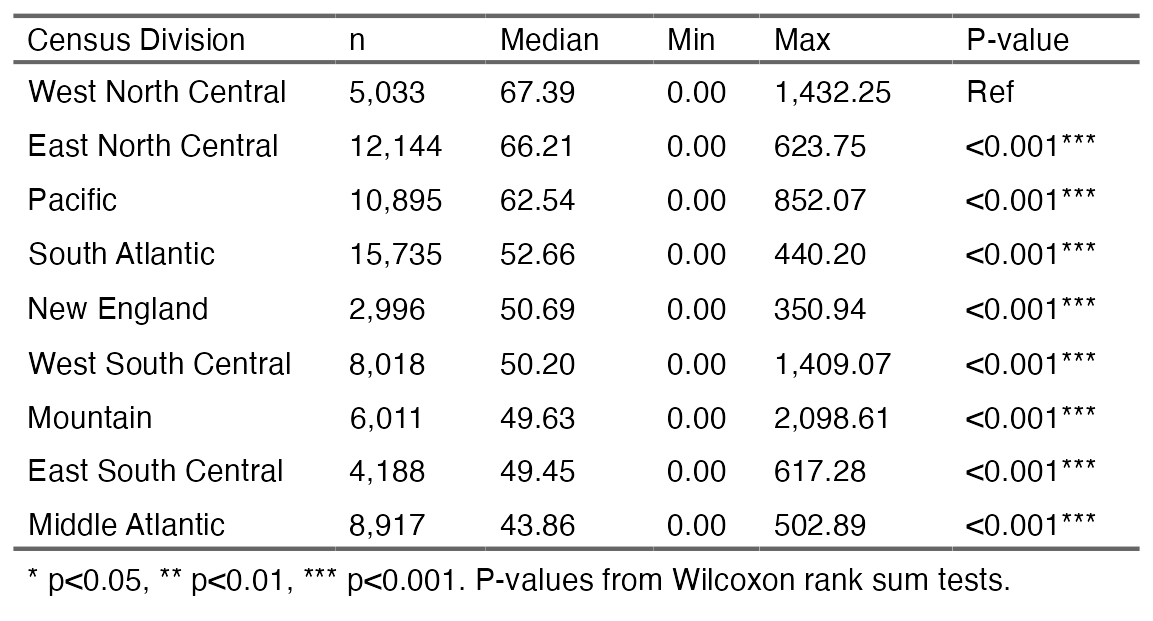 Census Division n Median Min Max P-value
West North Central 5,033 67.39 0.00 1,432.25 Ref
East North Central 12,144 66.21 0.00 623.75 <0.001***
Pacific 10,895 62.54 0.00 852.07 <0.001***
South Atlantic 15,735 52.66 0.00 440.20 <0.001***
New England 2,996 50.69 0.00 350.94 <0.001***
West South Central 8,018 50.20 0.00 1,409.07 <0.001***
Mountain 6,011 49.63 0.00 2,098.61 <0.001***
East South Central 4,188 49.45 0.00 617.28 <0.001***
Middle Atlantic 8,917 43.86 0.00 502.89 <0.001***
* p<0.05, ** p<0.01, *** p<0.001. P-values from Wilcoxon rank sum tests.